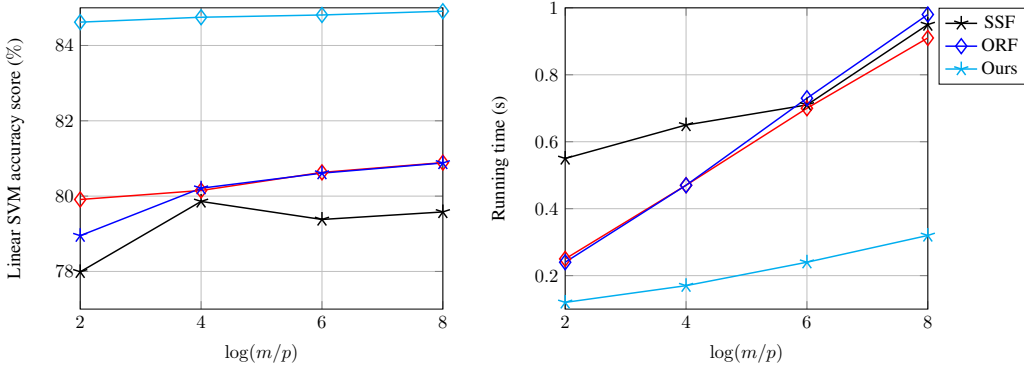 Linear SVM accuracy score (%)
84
82
80
78
2 4 6 8
log(m/p)
Running time (s)
1
0.8
0.6
0.4
0.2
2 4 6 8
log(m/p)
SSF
ORF
Ours